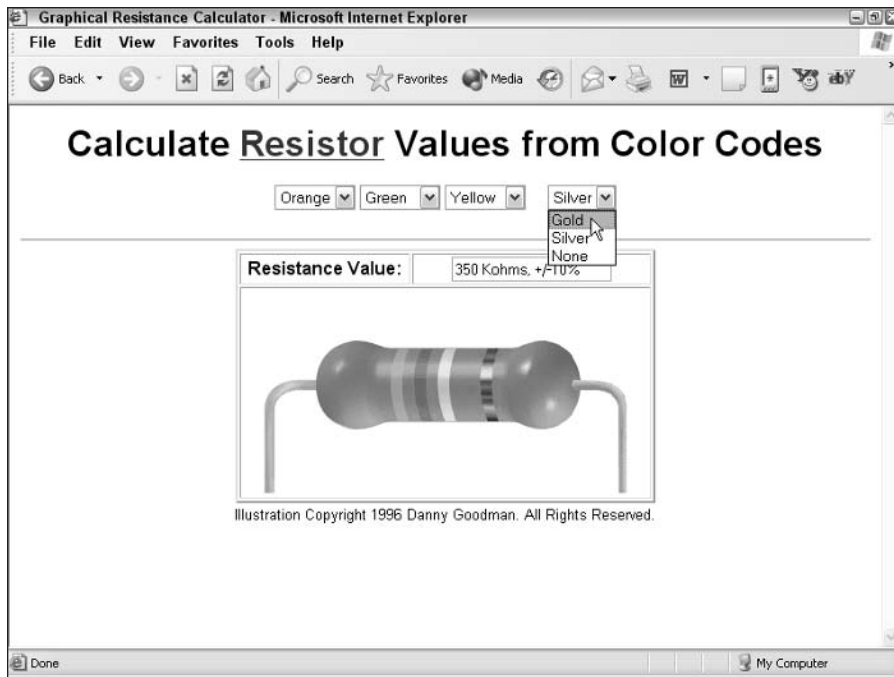 Graphical Resistance Calculator - Microsoft Internet Explorer
File Edit View Favorites Tools Help
Back Search Favorites Media
Calculate Resistor Values from Color Codes
Orange Green Yellow Silver
Gold
Silver
None
Resistance Value: 350 Kohms, +/-10%
Illustration Copyright 1996 Danny Goodman. All Rights Reserved.
Done My Computer